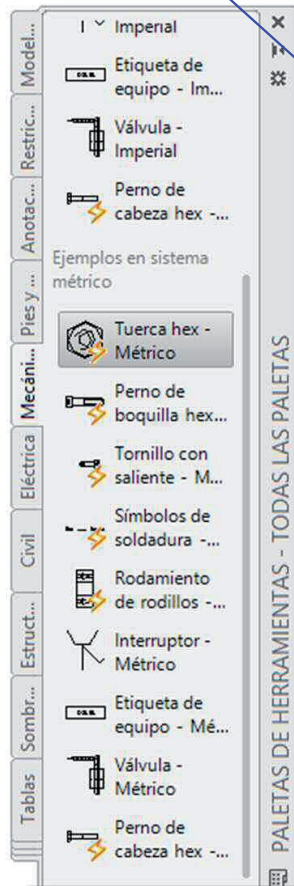 Imperial
Etiqueta de
equipo - Im...
Válvula -
Imperial
Perno de
cabeza hex -...
Ejemplos en sistema
métrico
Tuerca hex -
Métrico
Perno de
boquilla hex...
Tornillo con
saliente - M...
Símbolos de
soldadura -...
Rodamiento
de rodillos -...
Interruptor -
Métrico
Etiqueta de
equipo - Mé...
Válvula -
Métrico
Perno de
cabeza hex -...
Model...
Restric...
Anotac...
Pies y ...
Mecáni...
Eléctrica
Civil
Estruct...
Sombr...
Tablas
PALETAS DE HERRAMIENTAS - TODAS LAS PALETAS